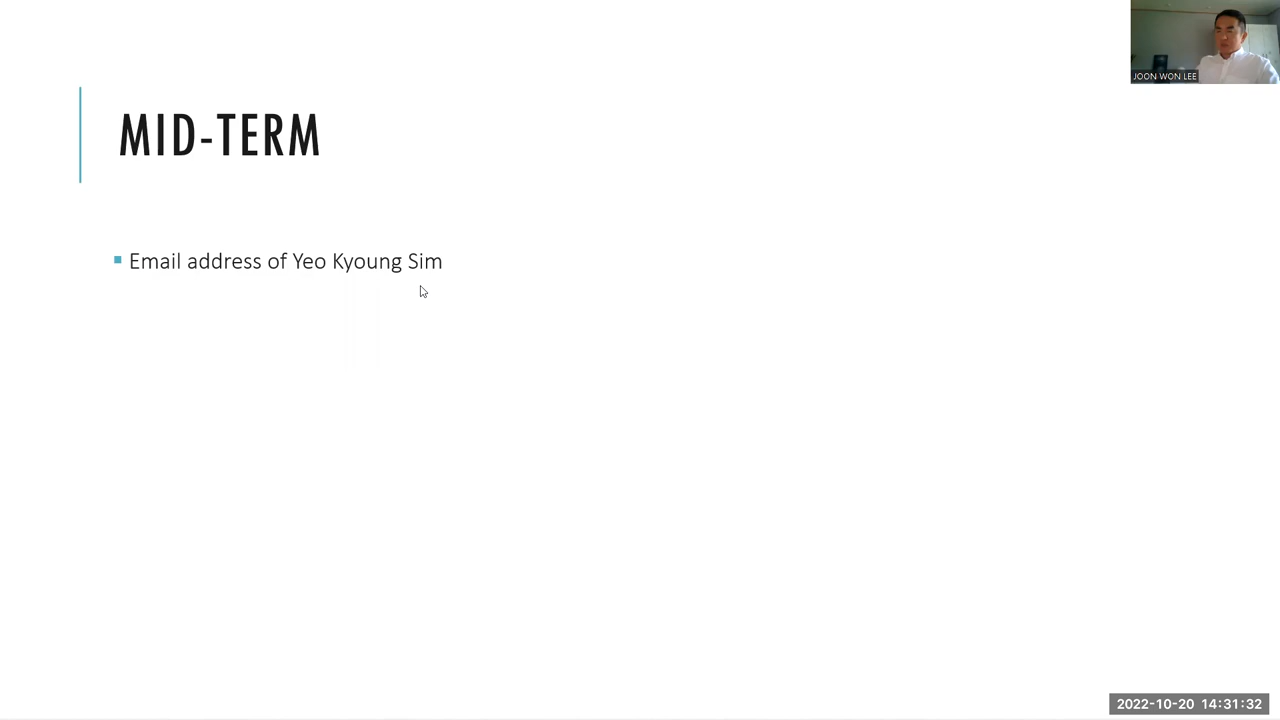 JOON WON LEE
MID-TERM
Email address of Yeo Kyoung Sim
2022-10-20 14:31:32